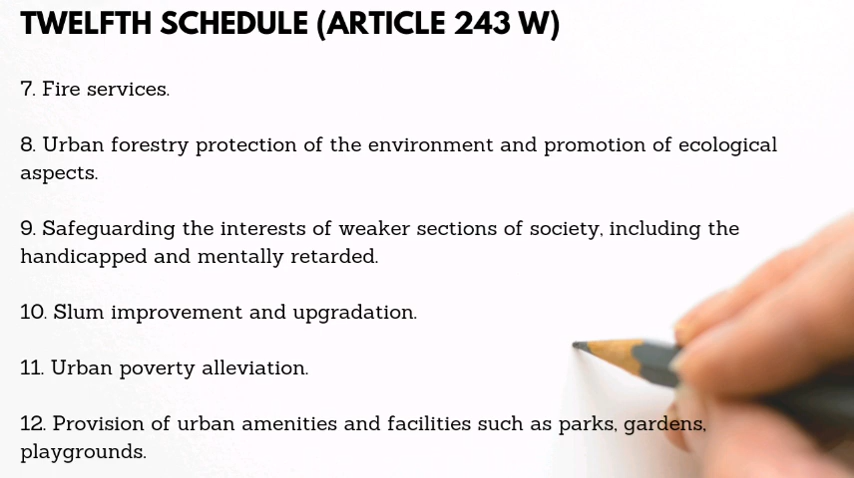 TWELFTH SCHEDULE (ARTICLE 243 W)
7. Fire services.
8. Urban forestry protection of the environment and promotion of ecological
aspects.
9. Safeguarding the interests of weaker sections of society, including the
handicapped and mentally retarded.
10. Slum improvement and upgradation.
11. Urban poverty alleviation.
12. Provision of urban amenities and facilities such as parks, gardens,
playgrounds.